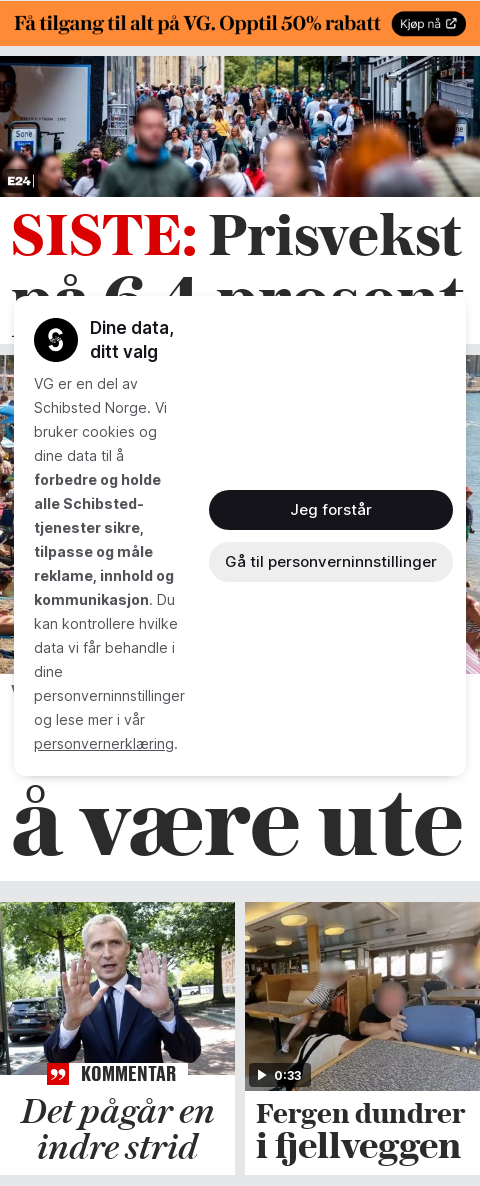 Få tilgang til alt på VG. Opptil 50% rabatt
Kjøp nå
Sone
Sone
E24
SISTE: Prisvekst
på 6,4 prosent
Dine data,
ditt valg
VG er en del av
Schibsted Norge. Vi
bruker cookies og
dine data til å
forbedre og holde
alle Schibsted-
tjenester sikre,
tilpasse og måle
reklame, innhold og
kommunikasjon. Du
kan kontrollere hvilke
data vi får behandle i
dine
personverninnstillinger
og lese mer i vår
personvernerklæring.
Jeg forstår
Gå til personverninnstillinger
å være ute
0:33
KOMMENTAR
Det pågår en
indre strid
Fergen dundrer
i fjellveggen